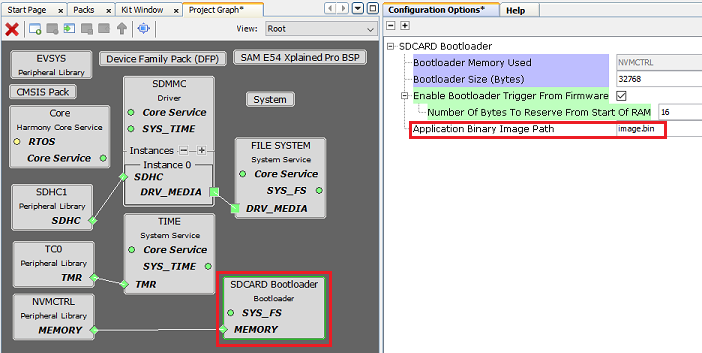 Start Page
Packs
Kit Window
Project Graph*
View:
Root
EVSYS
Peripheral Library
Device Family Pack (DFP)
SAM E54 Xplained Pro BSP
CMSIS Pack
SDMMC
Driver
Core Service
SYS_TIME
System
Core
Harmony Core Service
RTOS
Core Service
Instances
Instance 0
SDHC
DRV_MEDIA
FILE SYSTEM
System Service
Core Service
SYS_FS
DRV_MEDIA
SDHC1
Peripheral Library
SDHC
TIME
System Service
Core Service
SYS_TIME
TMR
TC0
Peripheral Library
TMR
NVMCTRL
Peripheral Library
MEMORY
SDCARD Bootloader
Bootloader
SYS_FS
MEMORY
Configuration Options*
Help
SDCARD Bootloader
Bootloader Memory Used NVMCTRL
Bootloader Size (Bytes) 32768
Enable Bootloader Trigger From Firmware
Number Of Bytes To Reserve From Start Of RAM 16
Application Binary Image Path image.bin